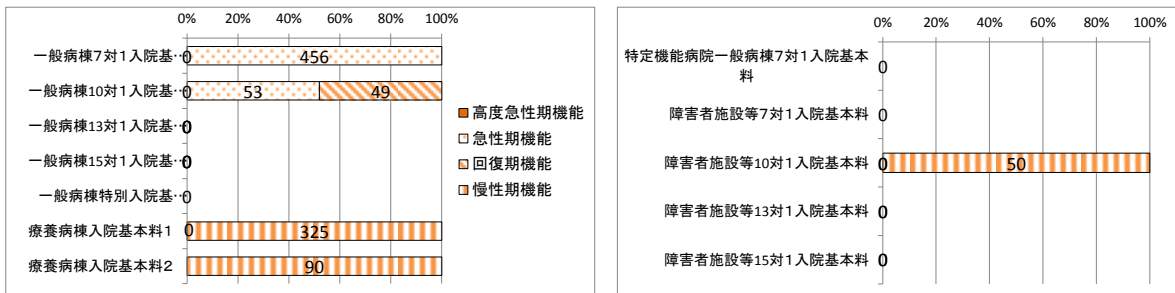 0% 20% 40% 60% 80% 100%
一般病棟7対1入院基… 0 456
一般病棟10対1入院基… 0 53 49
一般病棟13対1入院基… 0
一般病棟15対1入院基… 0
一般病棟特別入院基… 0
療養病棟入院基本料1 0 325
療養病棟入院基本料2 90
高度急性期機能
急性期機能
回復期機能
慢性期機能
0% 20% 40% 60% 80% 100%
特定機能病院一般病棟7対1入院基本
料 0
障害者施設等7対1入院基本料 0
障害者施設等10対1入院基本料 0 50
障害者施設等13対1入院基本料 0
障害者施設等15対1入院基本料 0